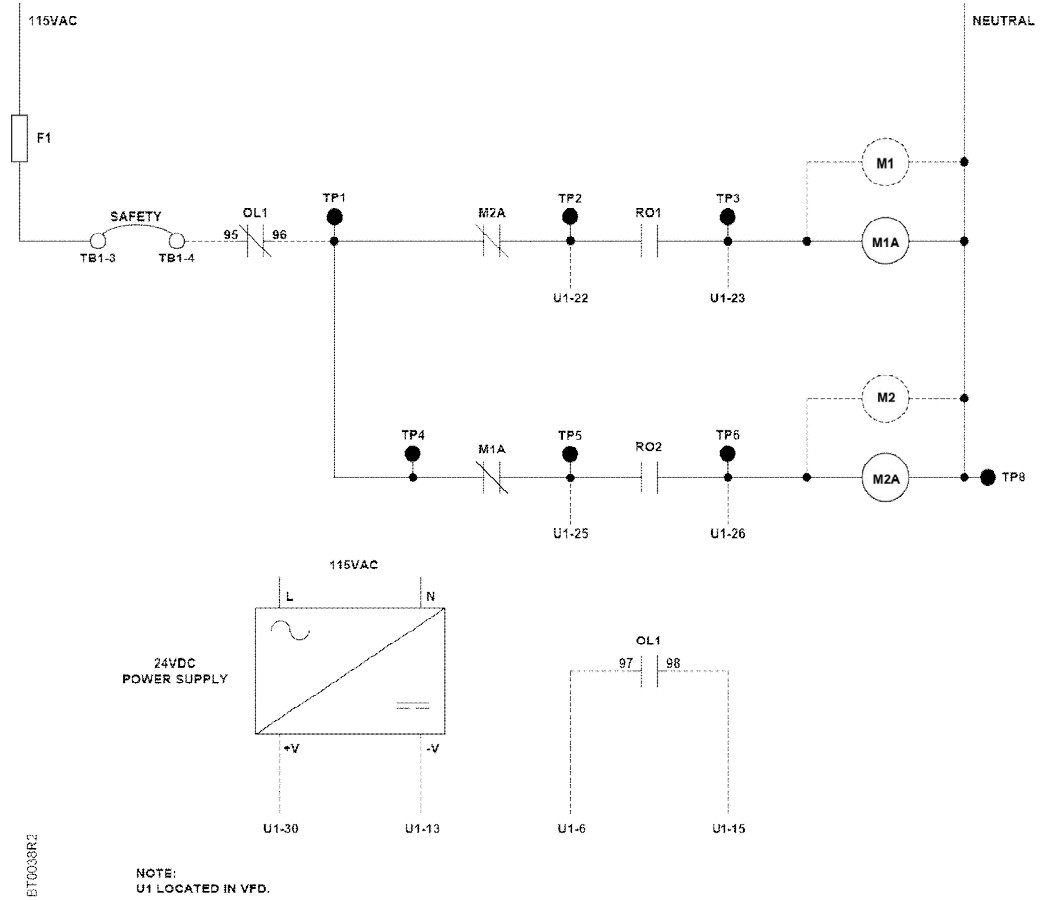 115VAC
NEUTRAL
F1
M1
TP1
TP2
TP3
SAFETY
OL1
M2A
RO1
95
96
M1A
TB1-3
TB1-4
U1-22
U1-23
M2
TP4
M1A
TP5
RO2
TP6
M2A
TP8
U1-25
U1-26
115VAC
L
N
OL1
97
98
24VDC
POWER SUPPLY
+V
-V
U1-30
U1-13
U1-6
U1-15
BT0038R2
NOTE:
U1 LOCATED IN VFD.